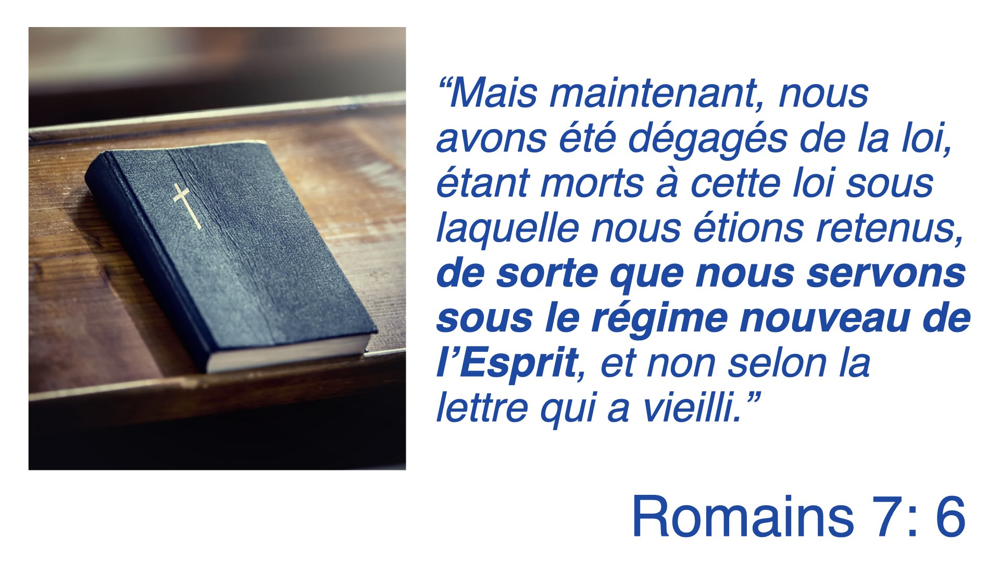 “Mais maintenant, nous
avons été dégagés de la loi,
étant morts à cette loi sous
laquelle nous étions retenus,
de sorte que nous servons
sous le régime nouveau de
l’Esprit, et non selon la
lettre qui a vieilli.”
Romains 7: 6